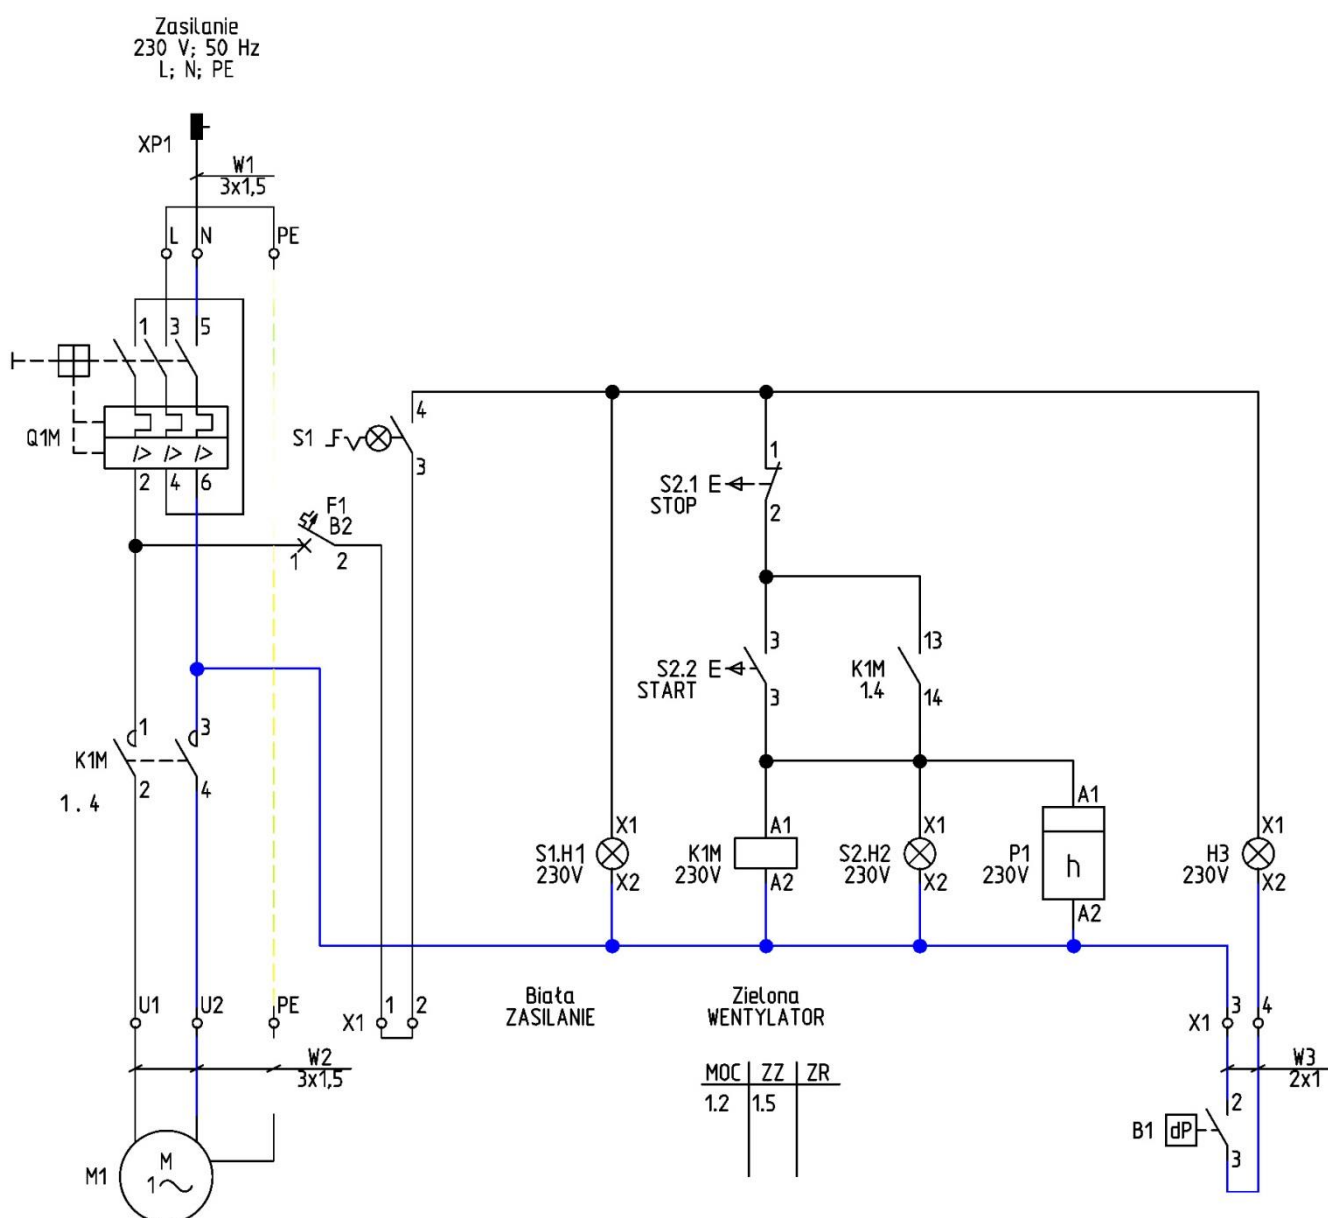 Zasilanie
230 V; 50 Hz
L; N; PE
XP1
W1
3x1,5
L N PE
1 3 5
Q1M
I> I> I>
2 4 6
S1
4
3
F1
B2
1 2
1
S2.1 E
STOP
2
3
S2.2 E
START
3
13
K1M
1.4
14
1 3
K1M
2 4
1.4
X1
S1.H1
230V
X2
A1
K1M
230V
A2
X1
S2.H2
230V
X2
A1
P1
230V
h
A2
X1
H3
230V
X2
U1 U2 PE
X1 1 2
Biała
ZASILANIE
Zielona
WENTYLATOR
X1 3 4
W2
3x1,5
W3
2x1
MOC ZZ ZR
1.2 1.5
2
B1 dP
3
M1
M
1~